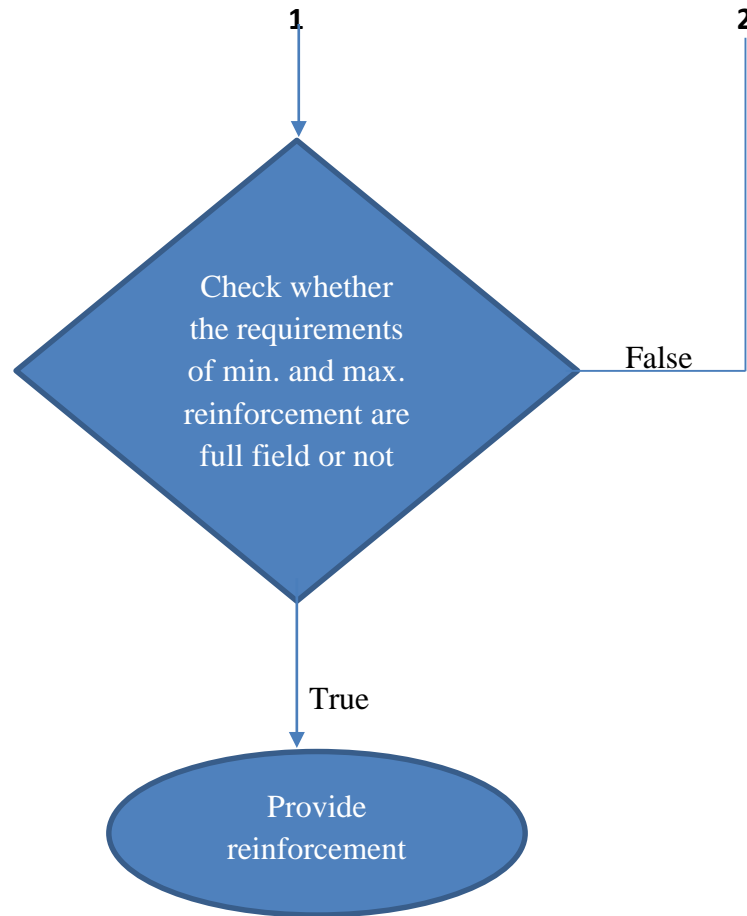 1
2
Check whether
the requirements
of min. and max.
reinforcement are
full field or not
False
True
Provide
reinforcement